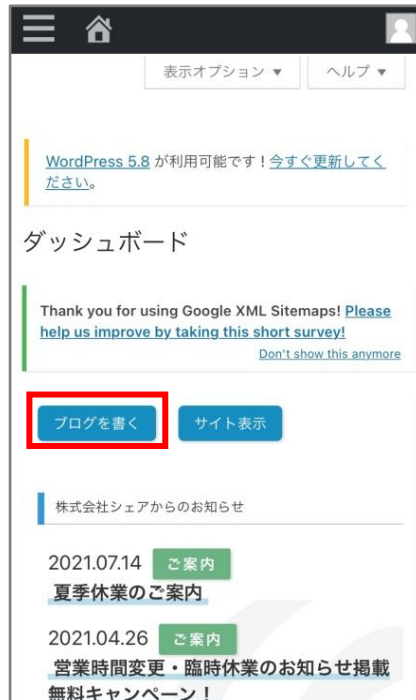 表示オプション ▼ ヘルプ ▼
WordPress 5.8 が利用可能です ! 今すぐ更新してく
ださい。
ダッシュボード
Thank you for using Google XML Sitemaps! Please
help us improve by taking this short survey!
Don't show this anymore
ブログを書く サイト表示
株式会社シェアからのお知らせ
2021.07.14 ご案内
夏季休業のご案内
2021.04.26 ご案内
営業時間変更・臨時休業のお知らせ掲載
無料キャンペーン！